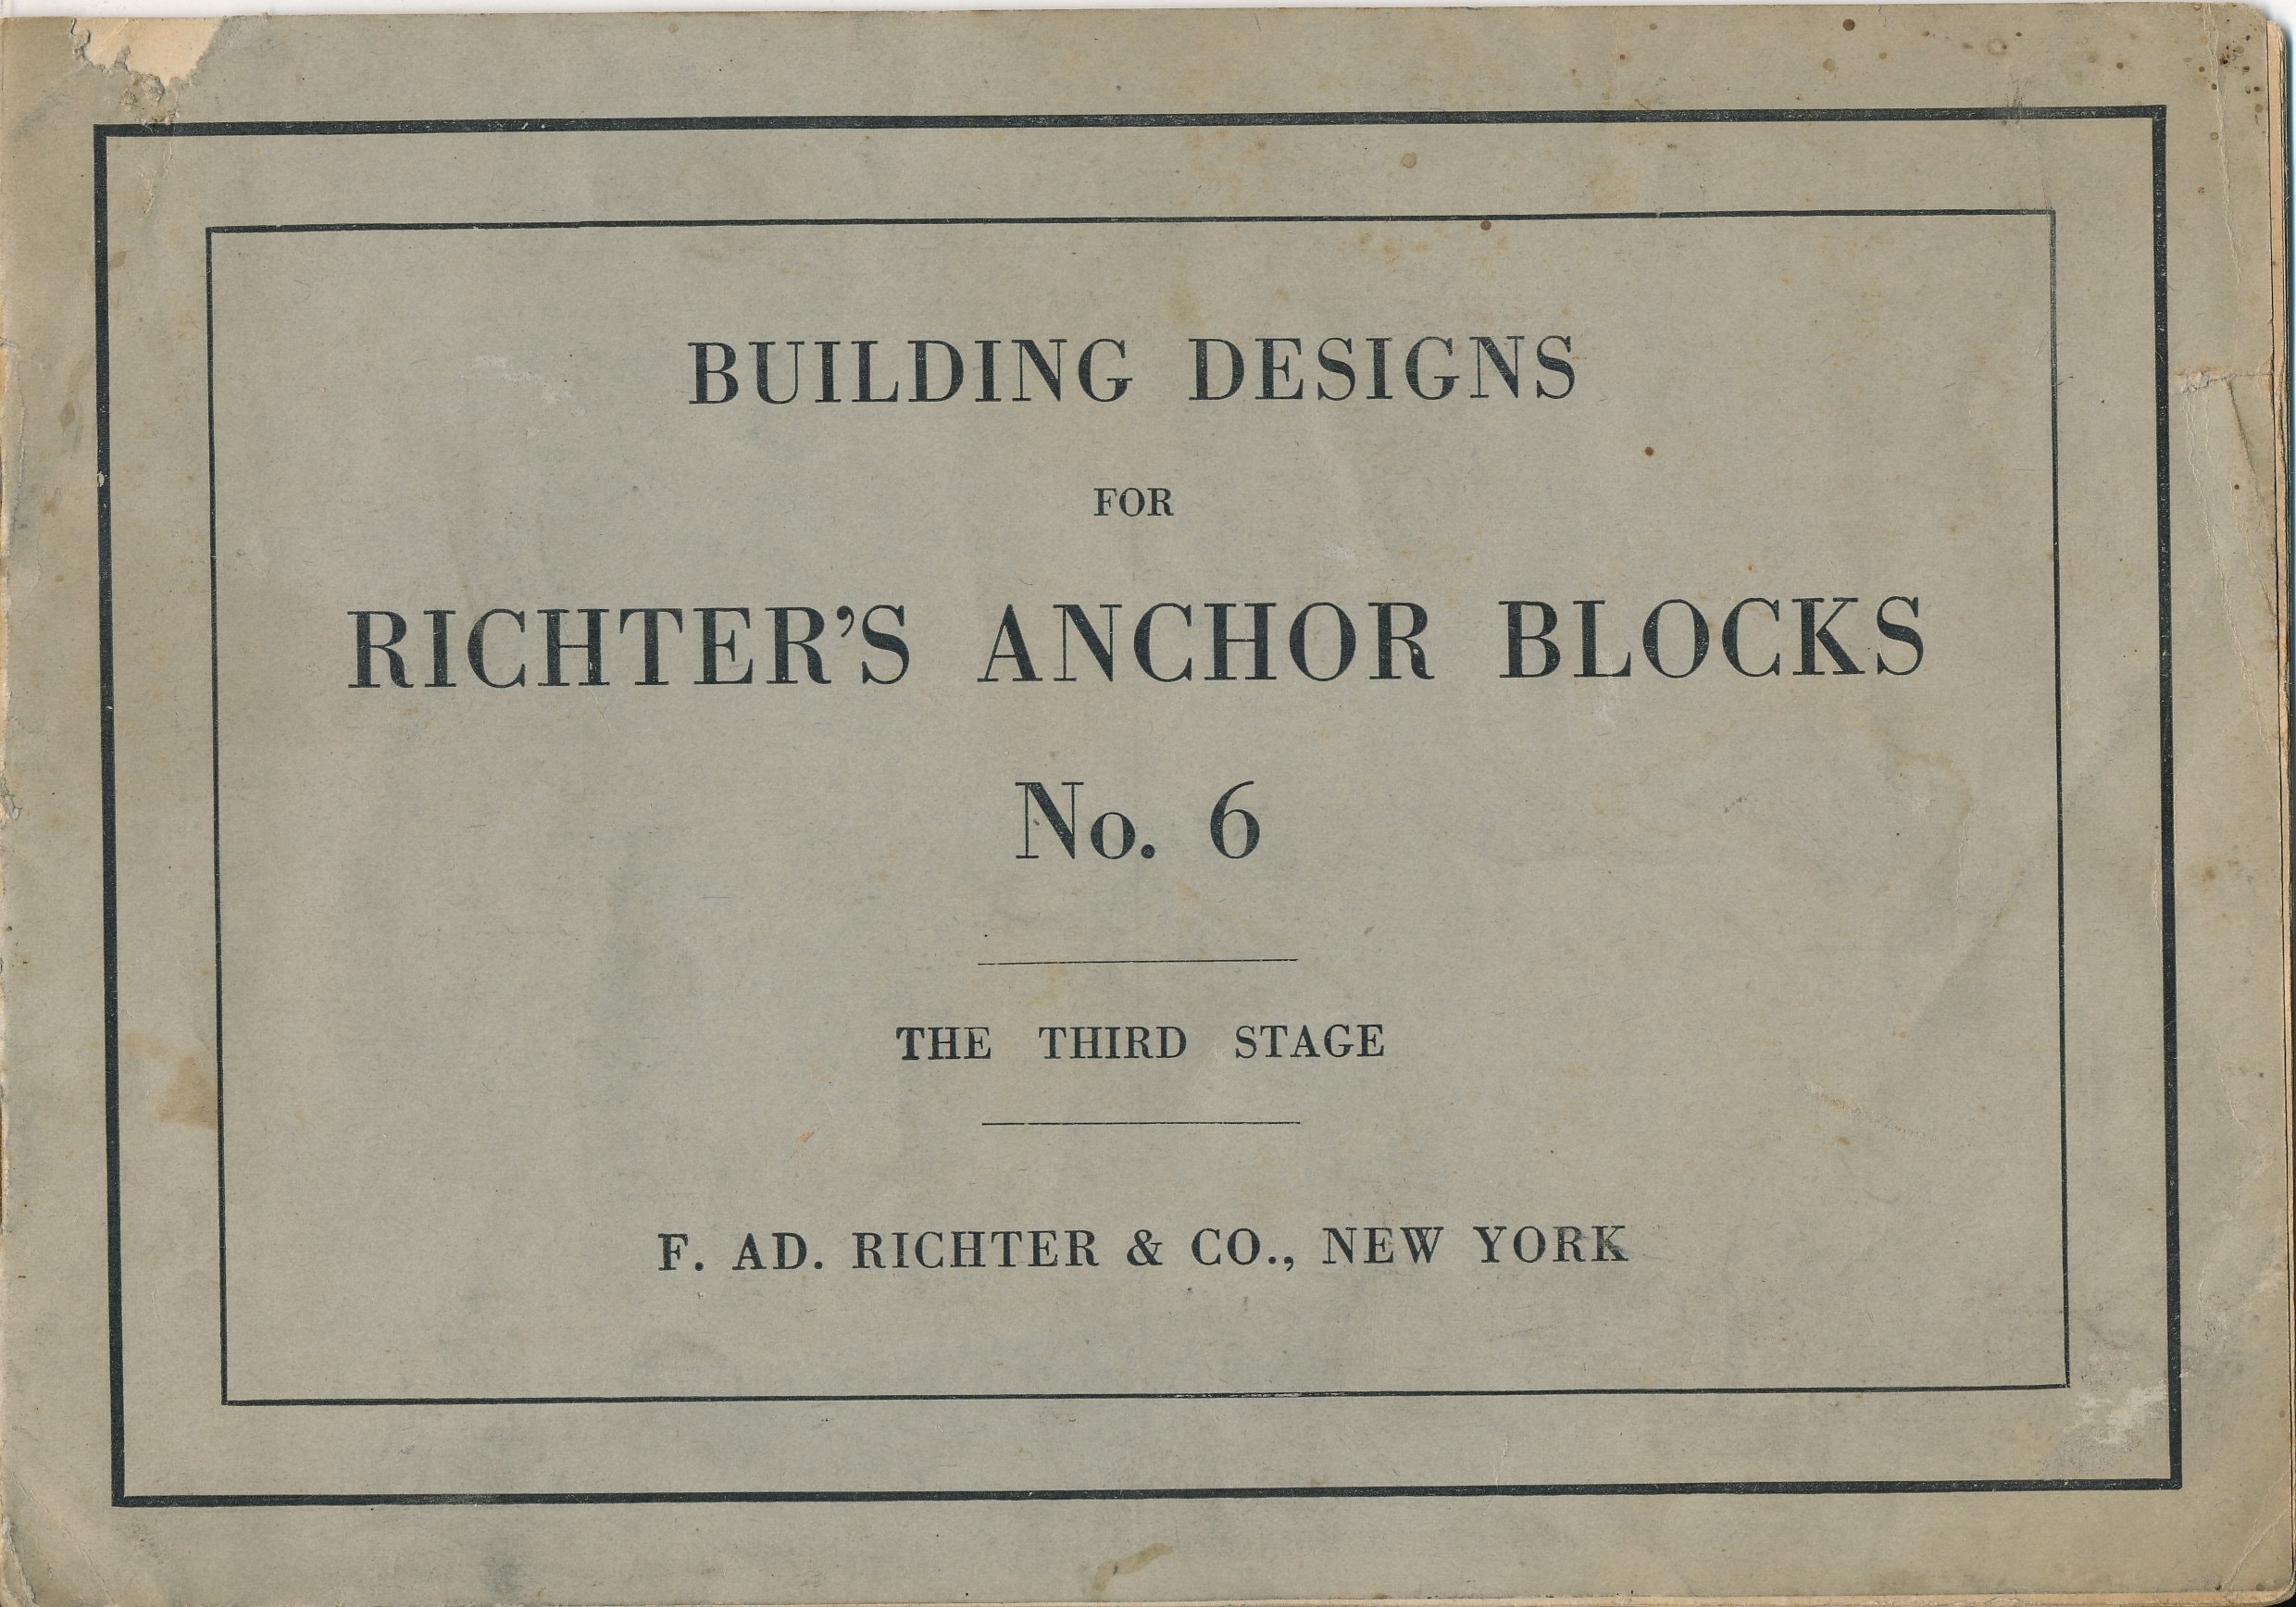 BUILDING DESIGNS
FOR
RICHTER’S ANCHOR BLOCKS
No. 6
THE THIRD STAGE
F. AD. RICHTER & CO., NEW YORK